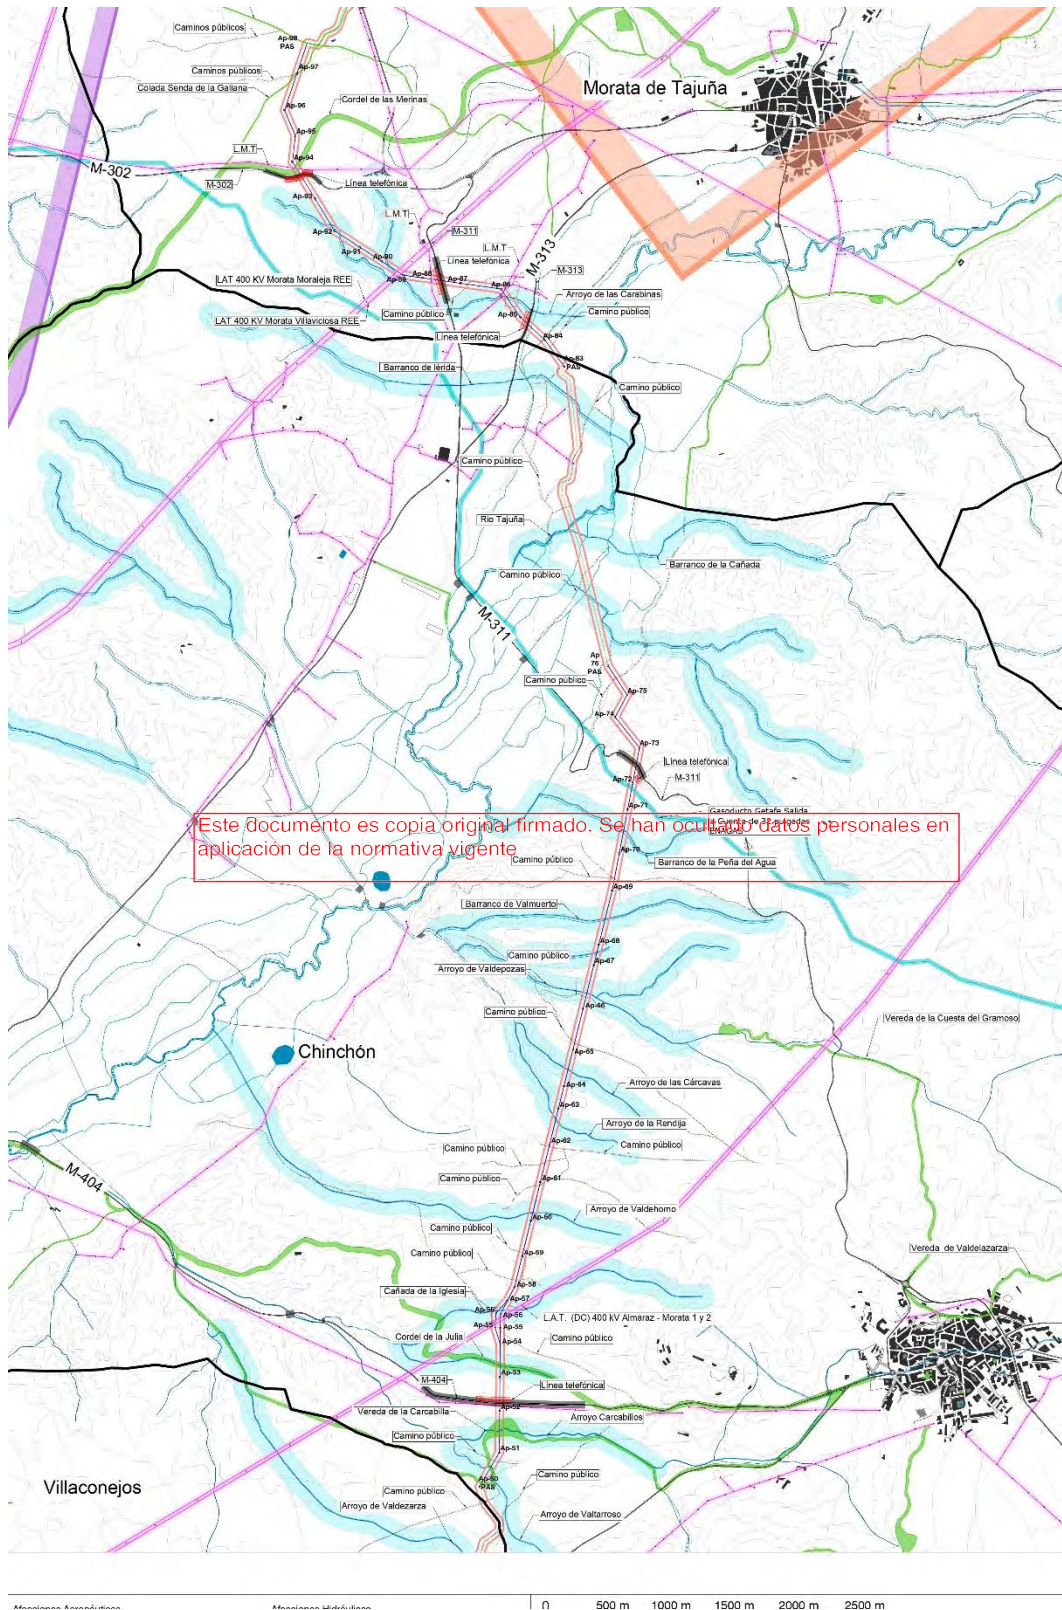 Caminos públicos
Ap-98
PAS
Morata de Tajuña
Caminos públicos
Ap-97
Colada Senda de la Galiana
Cordel de las Merinas
Ap-96
Ap-95
L.M.T
Ap-94
M-302
M-302
Línea telefónica
Ap-93
L.M.T
Ap-92
M-311
L.M.T
M-313
Ap-91
Ap-90
Línea telefónica
LAT 400 KV Morata Moraleja REE
Ap-89
Ap-88
Ap-87
M-313
Ap-86
Arroyo de las Carabinas
Camino público
Ap-85
Camino público
LAT 400 KV Morata Villaviciosa REE
Línea telefónica
Ap-84
Barranco de lérida
Ap-83
PAS
Camino público
Camino público
Rio Tajuña
Camino público
Barranco de la Cañada
M-311
Ap
76
PAS
Camino público
Ap-75
Ap-74
Ap-73
Línea telefónica
Ap-72
M-311
Ap-71
Gasoducto Getafe Salida
a Cuenca de 32 pulgadas
ENAGAS
Este documento es copia original firmado. Se han ocultado datos personales en
aplicación de la normativa vigente
Ap-70
Camino público
Barranco de la Peña del Agua
Ap-69
Barranco de Valmuerto
Ap-68
Camino público
Ap-67
Arroyo de Valdepozas
Ap-66
Camino público
Vereda de la Cuesta del Gramoso
Chinchón
Ap-65
Ap-64
Arroyo de las Cárcavas
Ap-63
Arroyo de la Rendija
Ap-62
Camino público
Camino público
M-404
Camino público
Ap-61
Arroyo de Valdehorno
Ap-60
Camino público
Camino público
Ap-59
Vereda de Valdelazarza
Cañada de la Iglesia
Ap-58
Ap-57
Ap-56
Ap-56
L.A.T. (DC) 400 kV Almaraz - Morata 1 y 2
Ap-55
Ap-55
Cordel de la Julia
Ap-54
Camino público
Ap-53
M-404
Línea telefónica
Ap-52
Vereda de la Carcabilla
Arroyo Carcabillos
Camino público
Ap-51
Villaconejos
Ap-50
PAS
Camino público
Camino público
Arroyo de Valdezarza
Arroyo de Valtarroso
Afecciones Aeronáuticas
Afecciones Hidráulicas
0 500 m 1000 m 1500 m 2000 m 2500 m